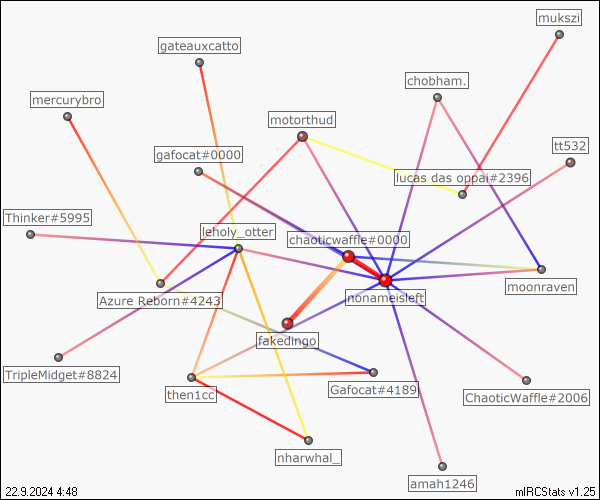 mukszi
gateauxcatto
chobham.
mercurybro
motorthud
tt532
gafocat#0000
lucas das oppai#2396
Thinker#5995
leholy_otter
chaoticwaffle#0000
moonraven
nonameisleft
Azure Reborn#4243
fakedingo
TripleMidget#8824
then1cc
Gafocat#4189
ChaoticWaffle#2006
nharwhal_
amah1246
22.9.2024 4:48
mIRCStats v1.25